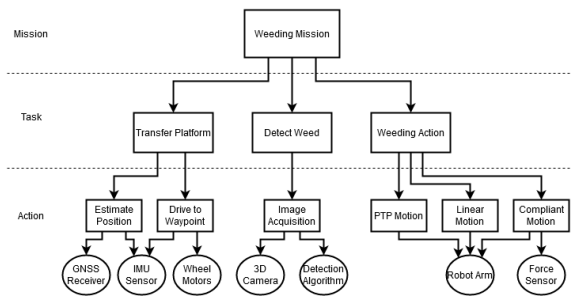 Mission
Weeding Mission
Task
Transfer Platform
Detect Weed
Weeding Action
Action
Estimate
Position
Drive to
Waypoint
Image
Acquisition
PTP Motion
Linear
Motion
Compliant
Motion
GNSS
Receiver
IMU
Sensor
Wheel
Motors
3D
Camera
Detection
Algorithm
Robot Arm
Force
Sensor